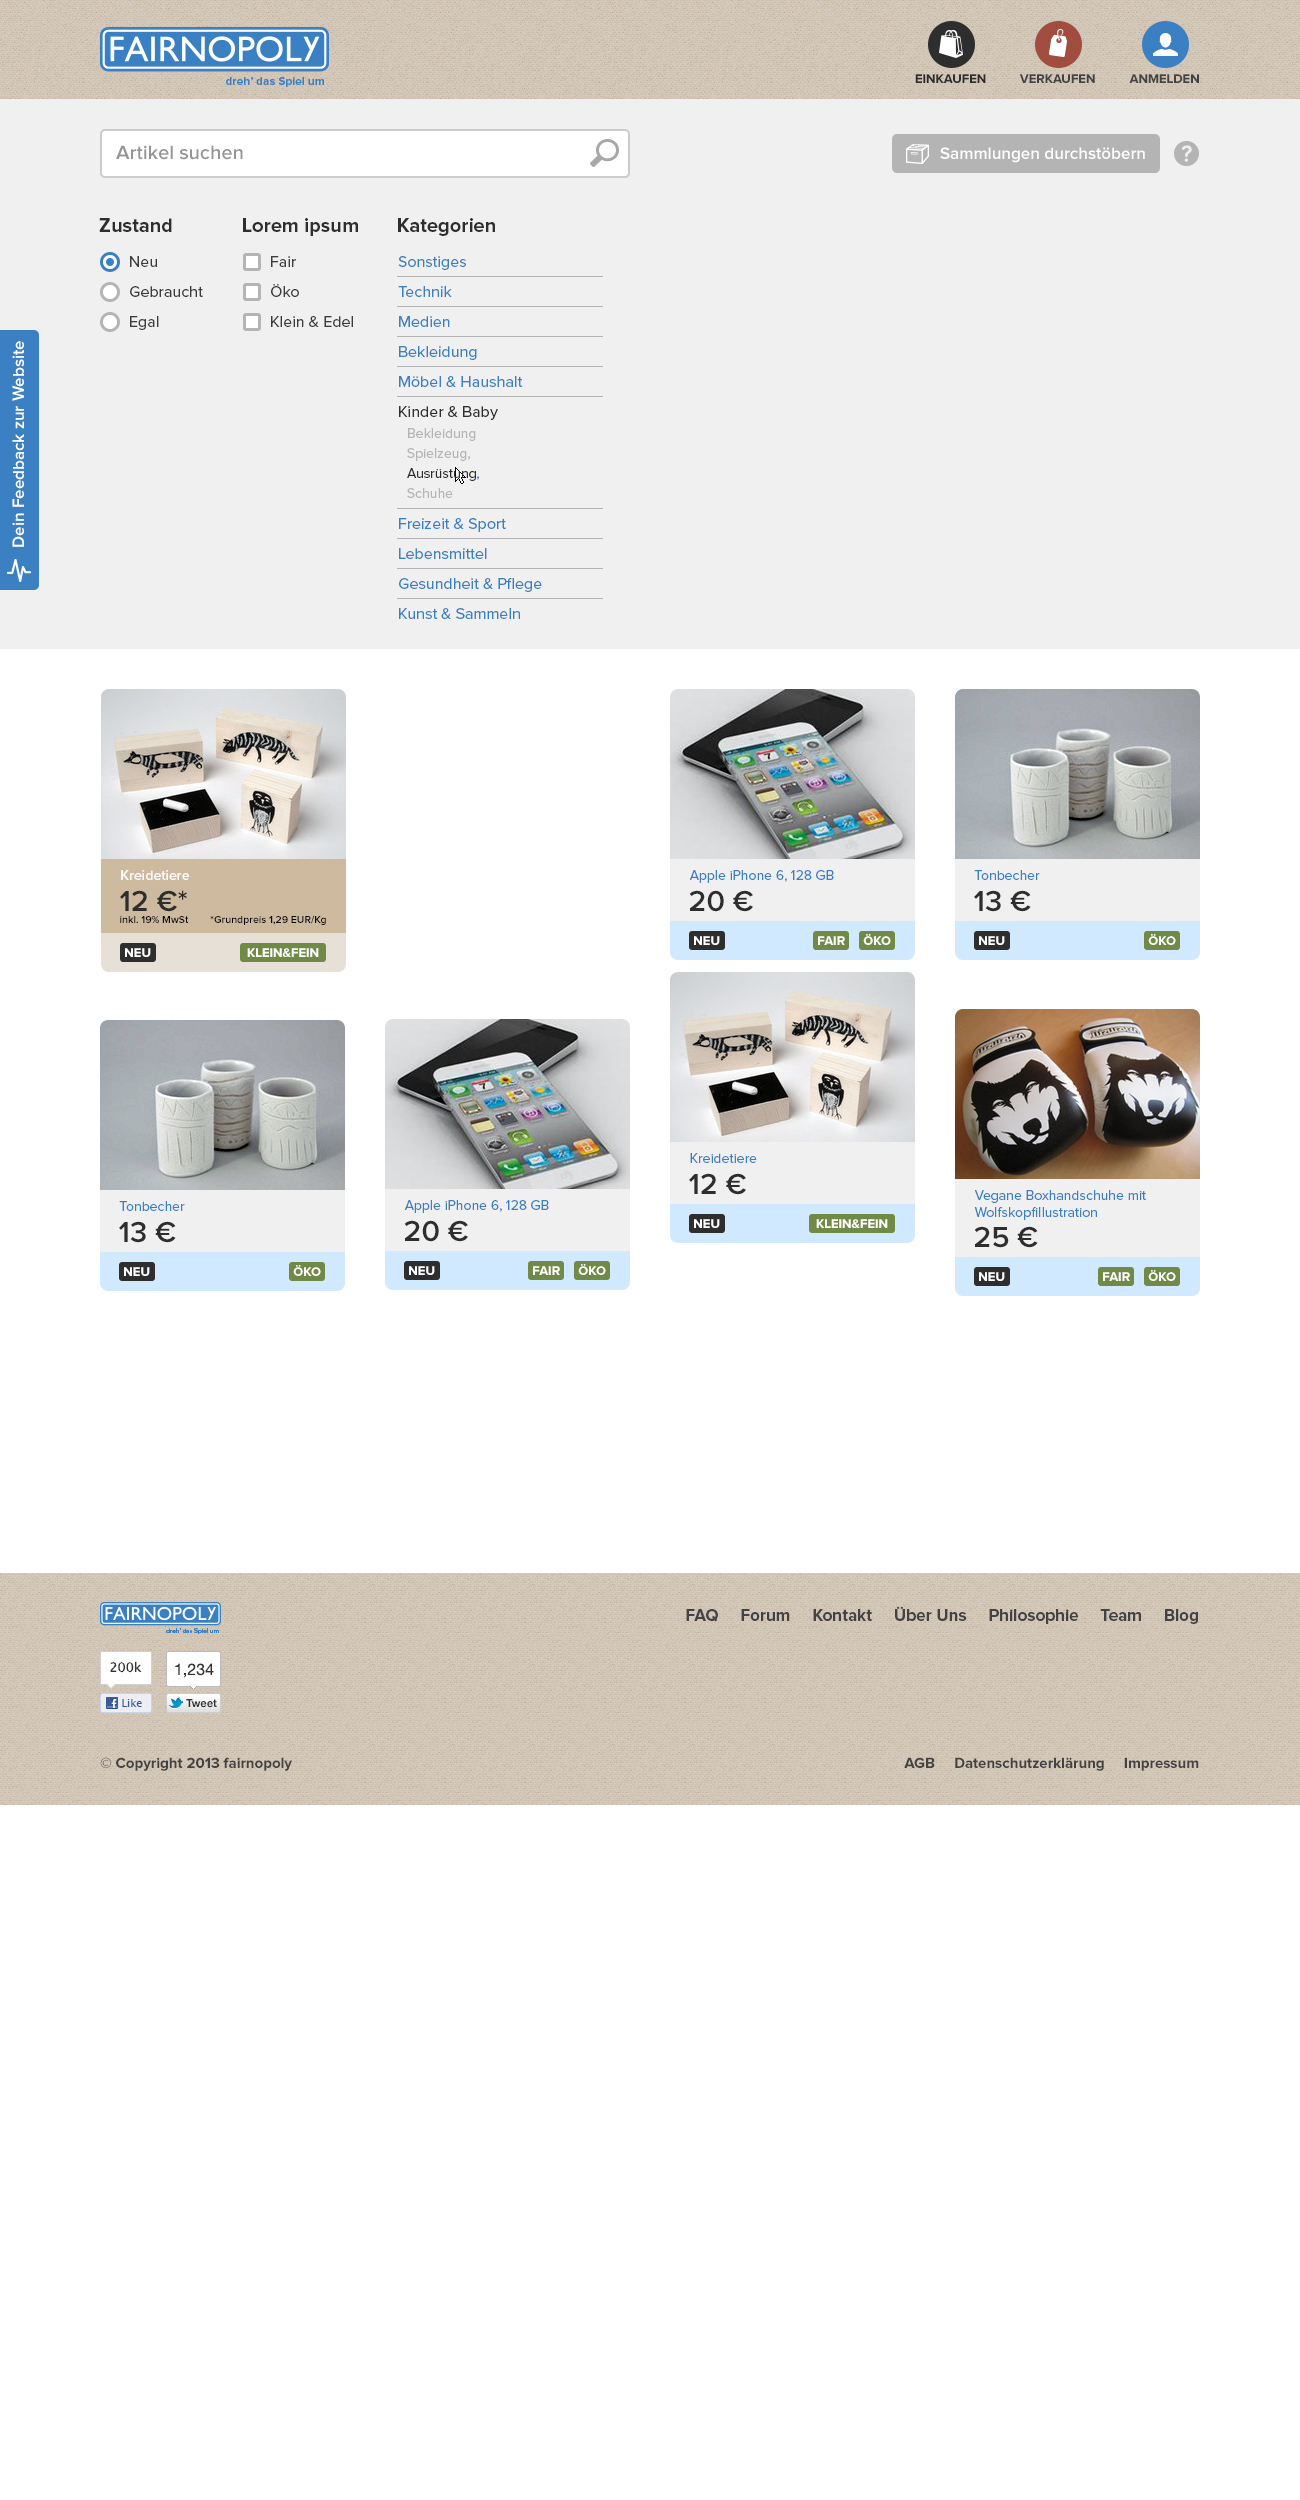 FAIRNOPOLY
dreh' das Spiel um
EINKAUFEN
VERKAUFEN
ANMELDEN
Artikel suchen
Sammlungen durchstöbern
?
Zustand
Neu
Gebraucht
Egal
Lorem ipsum
Fair
Öko
Klein & Edel
Kategorien
Sonstiges
Technik
Medien
Bekleidung
Möbel & Haushalt
Kinder & Baby
Bekleidung
Spielzeug,
Ausrüstung,
Schuhe
Freizeit & Sport
Lebensmittel
Gesundheit & Pflege
Kunst & Sammeln
Dein Feedback zur Website
Kreidetiere
12 €*
inkl. 19% MwSt *Grundpreis 1,29 EUR/Kg
NEU KLEIN&FEIN
Apple iPhone 6, 128 GB
20 €
NEU FAIR ÖKO
Tonbecher
13 €
NEU ÖKO
Tonbecher
13 €
NEU ÖKO
Apple iPhone 6, 128 GB
20 €
NEU FAIR ÖKO
Kreidetiere
12 €
NEU KLEIN&FEIN
Vegane Boxhandschuhe mit
Wolfskopfillustration
25 €
NEU FAIR ÖKO
FAIRNOPOLY
dreh' das Spiel um
FAQ Forum Kontakt Über Uns Philosophie Team Blog
200k
Like
1,234
Tweet
© Copyright 2013 fairnopoly
AGB Datenschutzerklärung Impressum